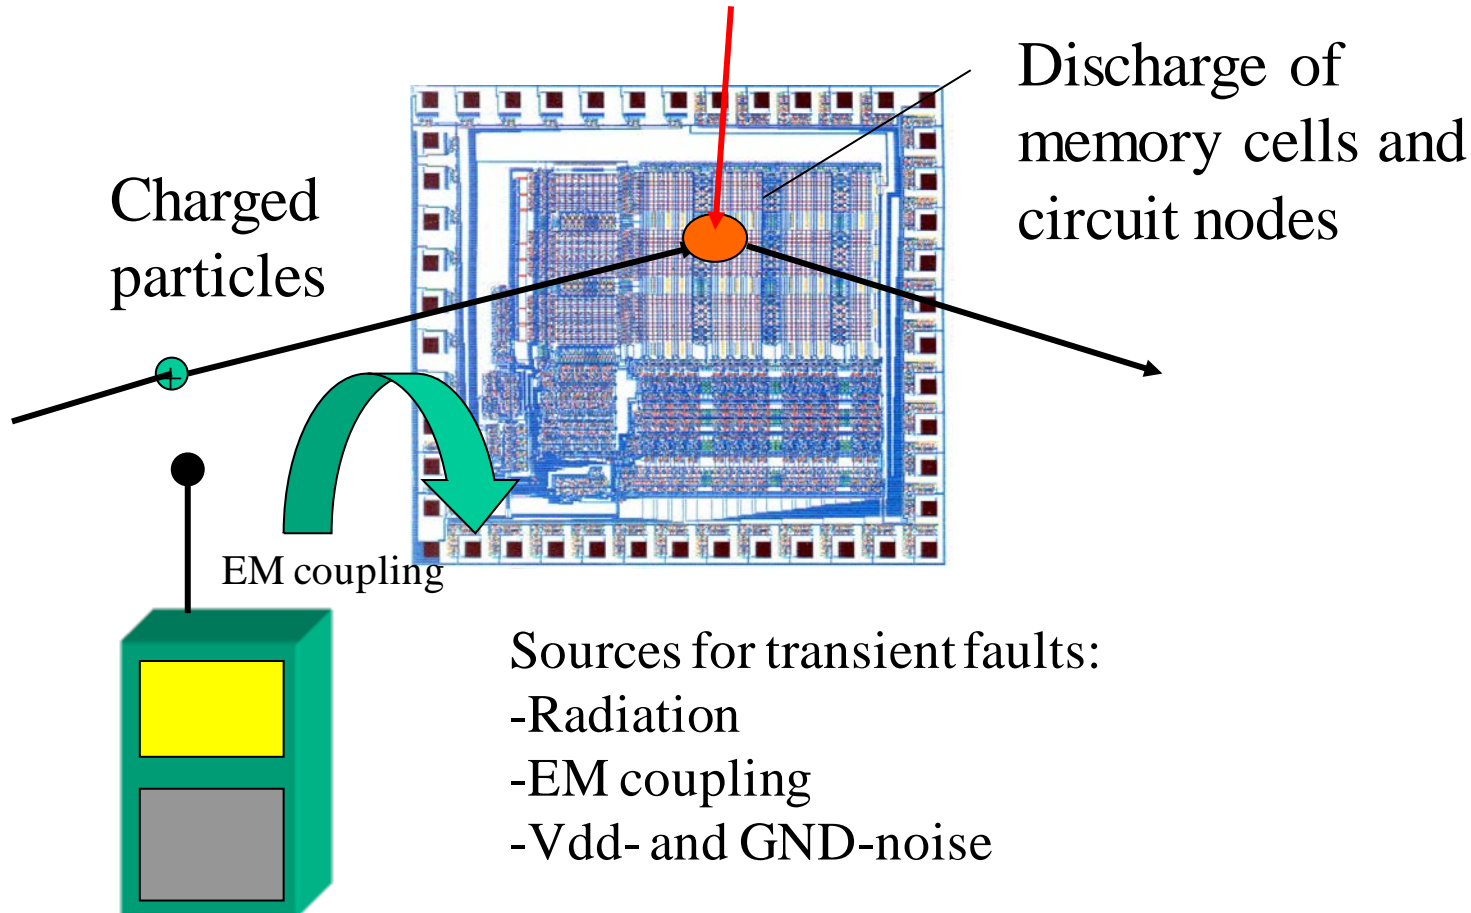 Discharge of
memory cells and
circuit nodes
Charged
particles
+
EM coupling
Sources for transient faults:
-Radiation
-EM coupling
-Vdd- and GND-noise